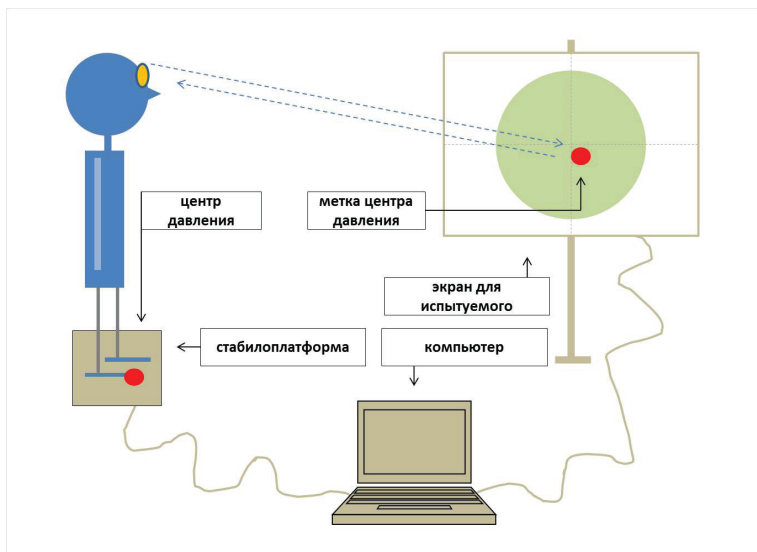 центр
давления
метка центра
давления
экран для
испытуемого
стабилоплатформа
компьютер